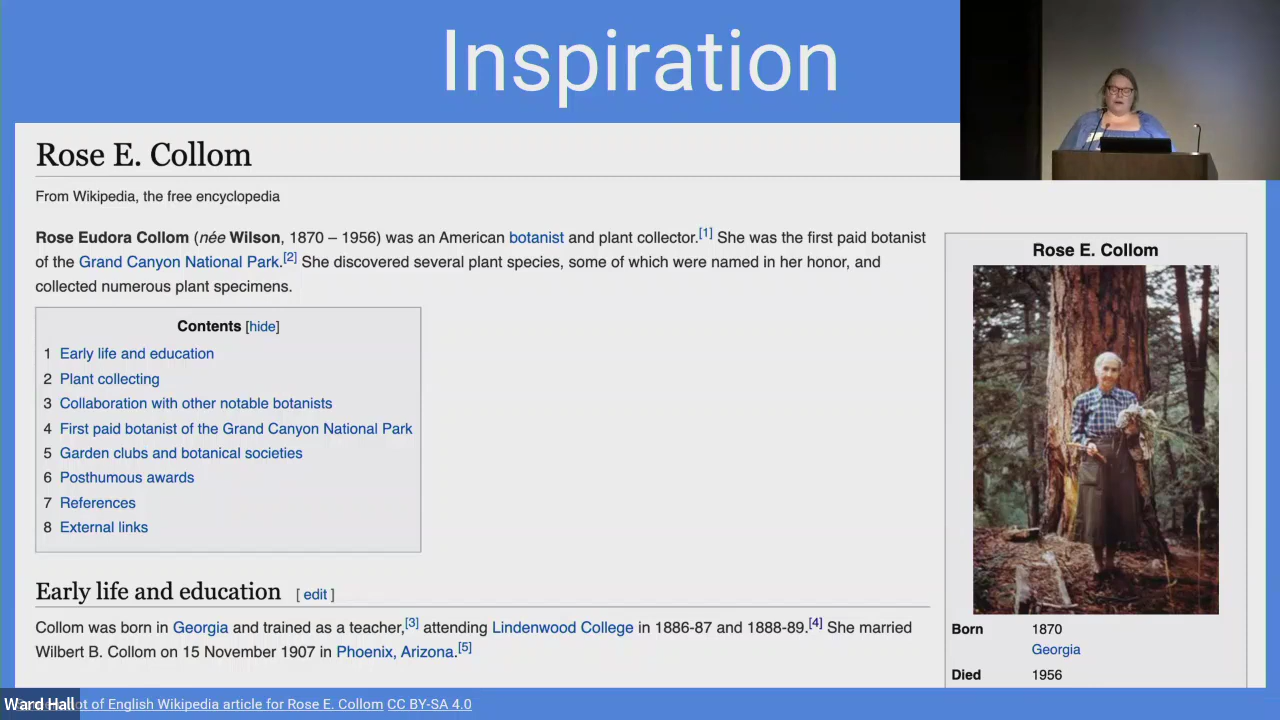 Inspiration
Rose E. Collom
From Wikipedia, the free encyclopedia
Rose Eudora Collom (née Wilson, 1870 – 1956) was an American botanist and plant collector.[1] She was the first paid botanist
of the Grand Canyon National Park.[2] She discovered several plant species, some of which were named in her honor, and
collected numerous plant specimens.
Contents [hide]
1 Early life and education
2 Plant collecting
3 Collaboration with other notable botanists
4 First paid botanist of the Grand Canyon National Park
5 Garden clubs and botanical societies
6 Posthumous awards
7 References
8 External links
Early life and education [ edit ]
Collom was born in Georgia and trained as a teacher,[3] attending Lindenwood College in 1886-87 and 1888-89.[4] She married
Wilbert B. Collom on 15 November 1907 in Phoenix, Arizona.[5]
Rose E. Collom
Born 1870
Georgia
Died 1956
Ward Hall
of English Wikipedia article for Rose E. Collom CC BY-SA 4.0